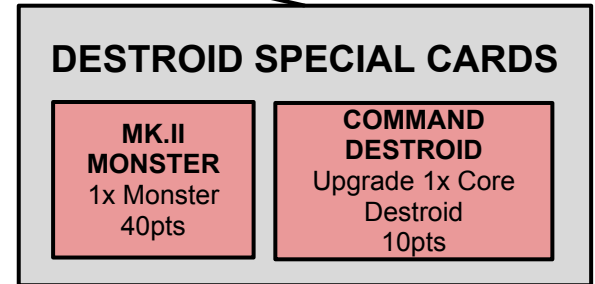 DESTROID SPECIAL CARDS
MK.II
MONSTER
1x Monster
40pts
COMMAND
DESTROID
Upgrade 1x Core
Destroid
10pts